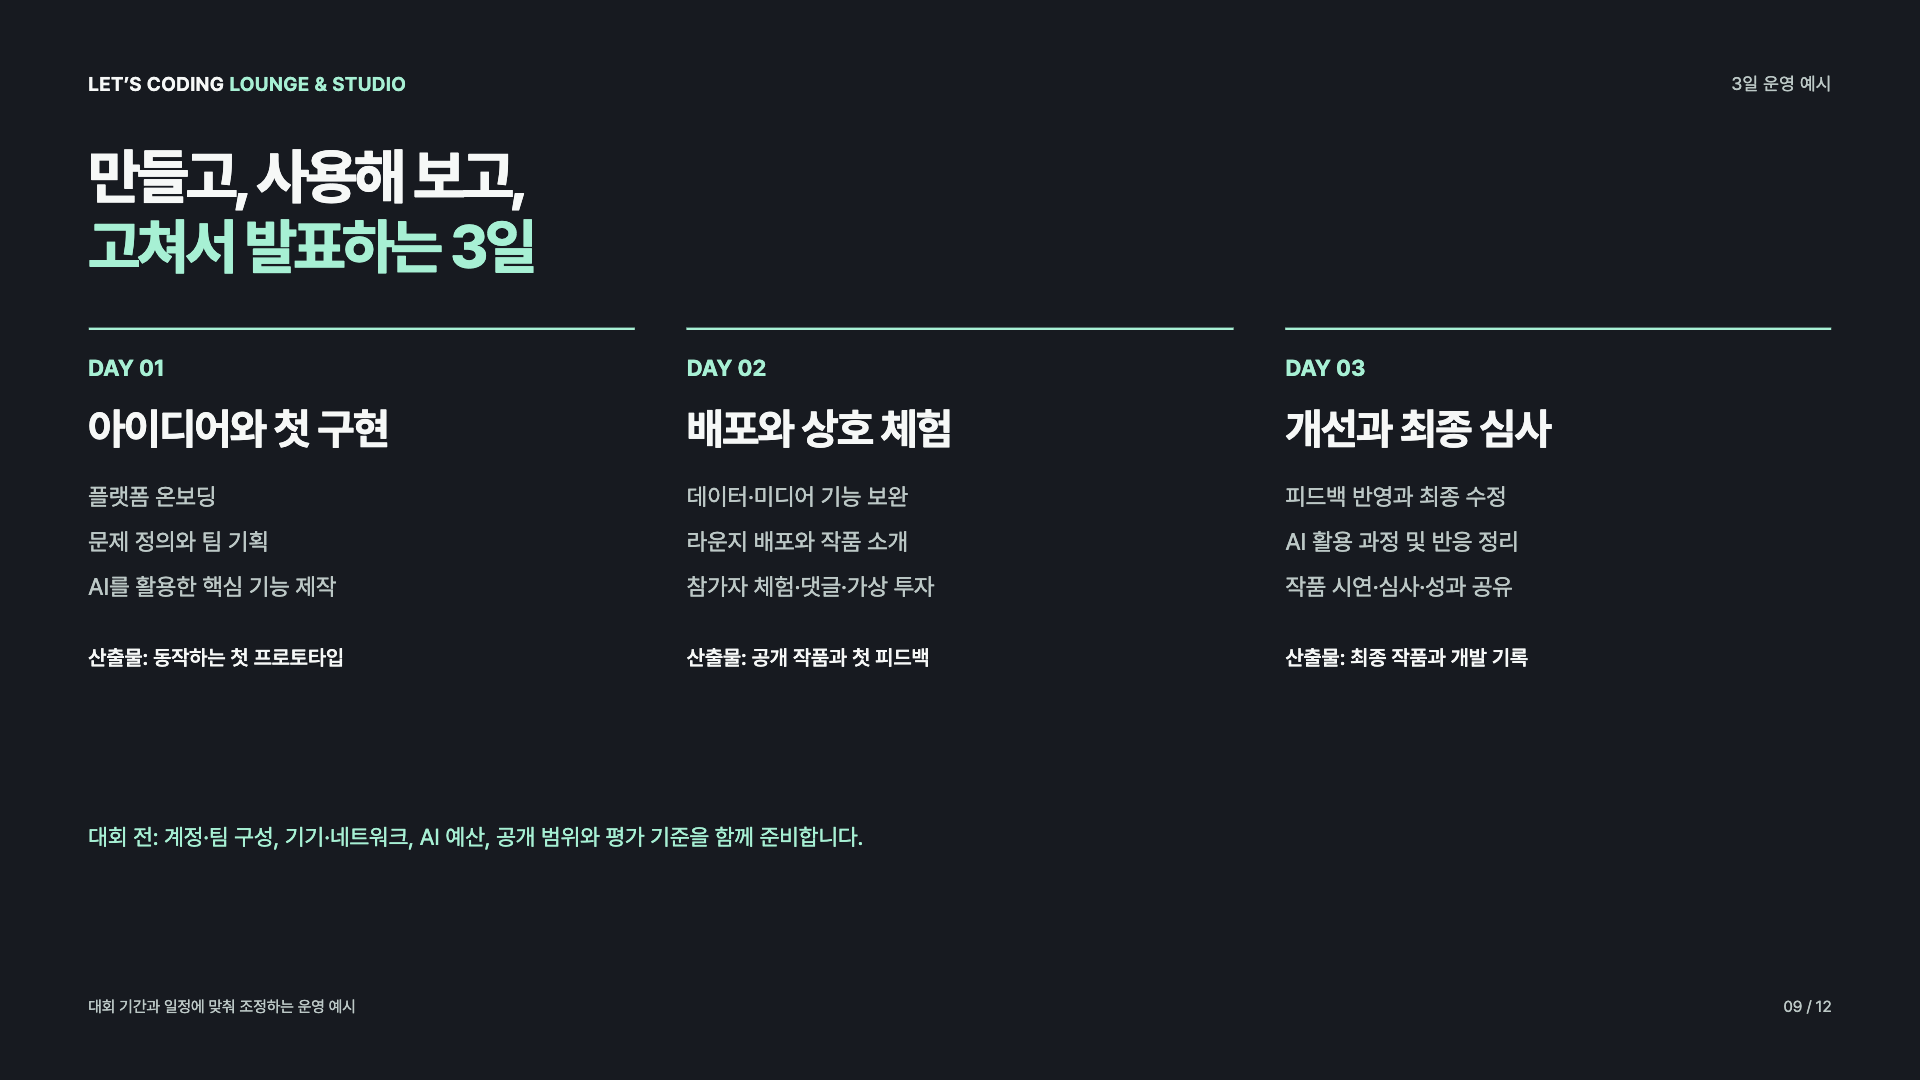 LET’S CODING LOUNGE & STUDIO
3일 운영 예시
만들고, 사용해 보고,
고쳐서 발표하는 3일
DAY 01
아이디어와 첫 구현
플랫폼 온보딩
문제 정의와 팀 기획
AI를 활용한 핵심 기능 제작
산출물: 동작하는 첫 프로토타입
DAY 02
배포와 상호 체험
데이터·미디어 기능 보완
라운지 배포와 작품 소개
참가자 체험·댓글·가상 투자
산출물: 공개 작품과 첫 피드백
DAY 03
개선과 최종 심사
피드백 반영과 최종 수정
AI 활용 과정 및 반응 정리
작품 시연·심사·성과 공유
산출물: 최종 작품과 개발 기록
대회 전: 계정·팀 구성, 기기·네트워크, AI 예산, 공개 범위와 평가 기준을 함께 준비합니다.
대회 기간과 일정에 맞춰 조정하는 운영 예시
09 / 12